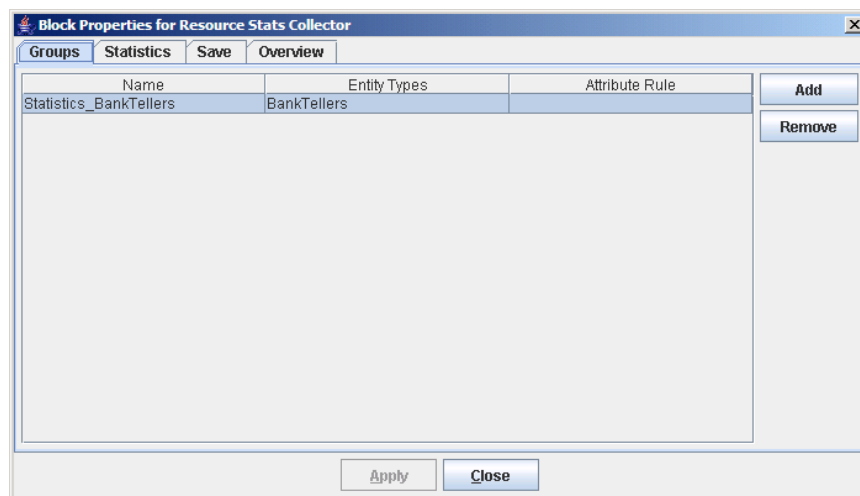 Block Properties for Resource Stats Collector
Groups Statistics Save Overview
Name Entity Types Attribute Rule
Statistics_BankTellers BankTellers
Add
Remove
Apply Close